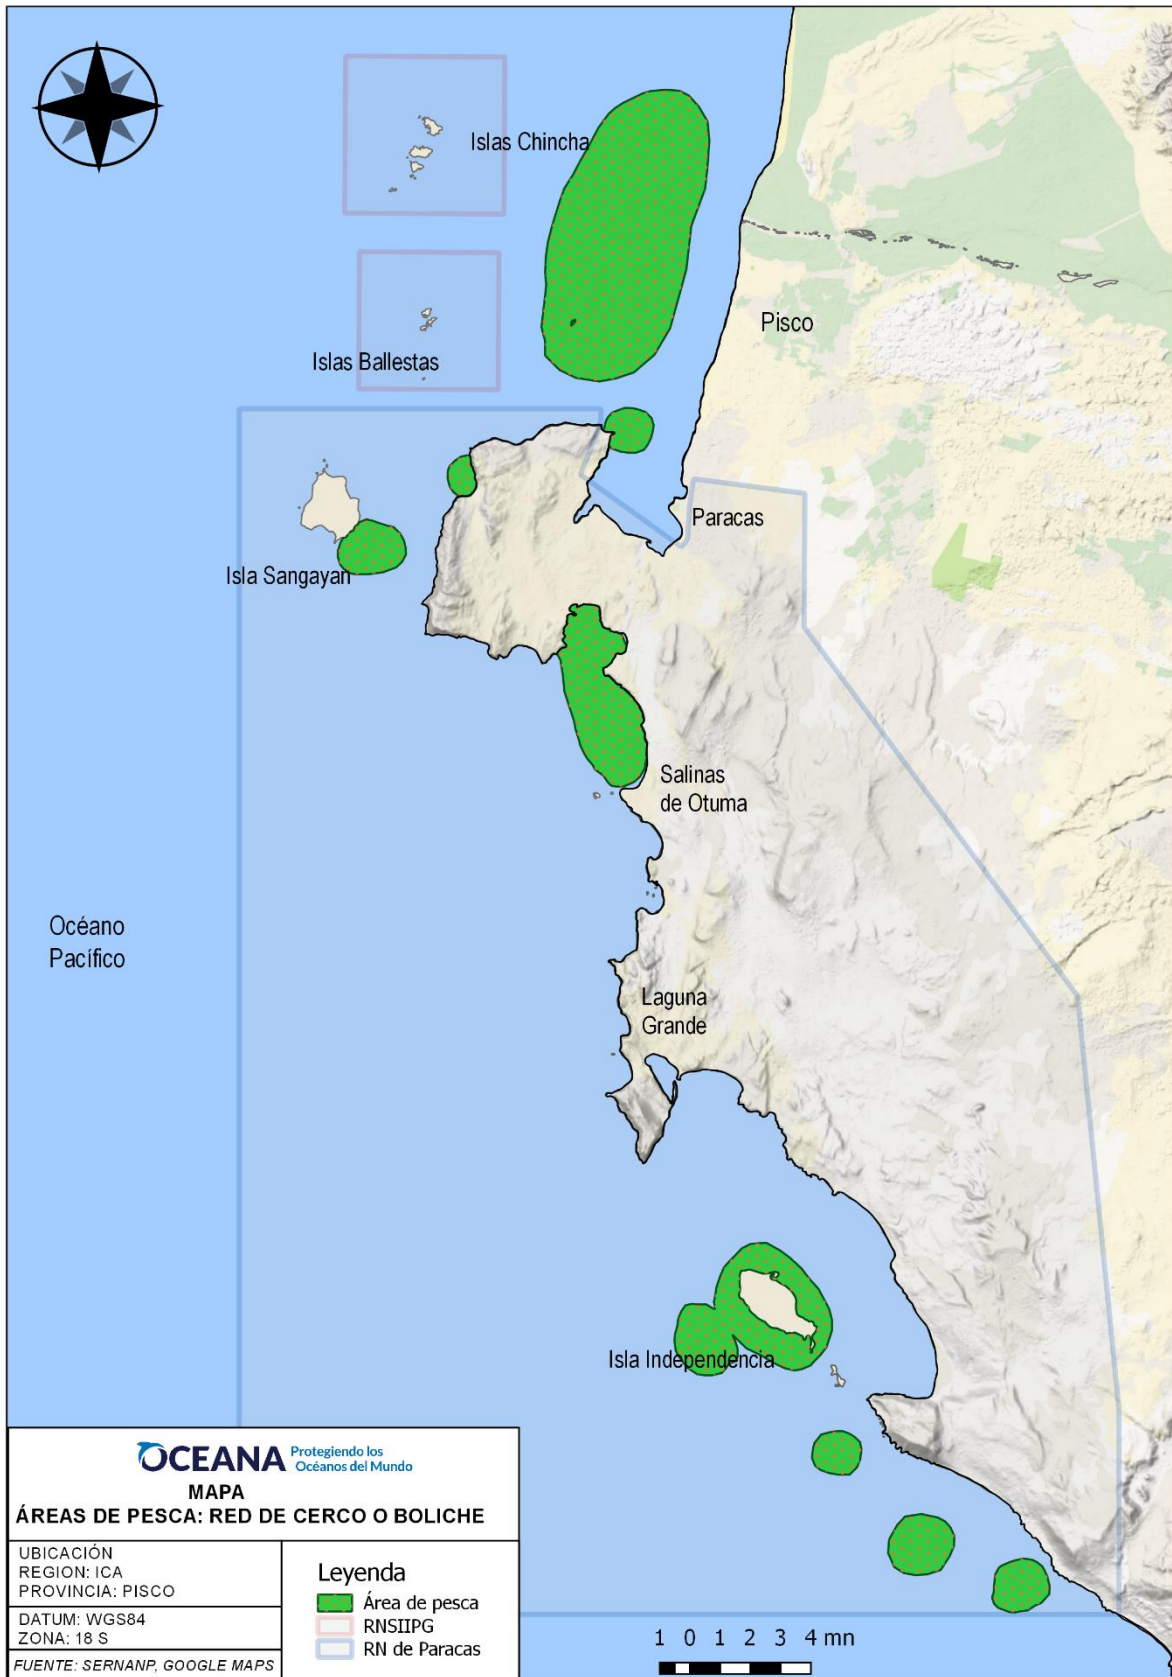 Islas Chincha
Pisco
Islas Ballestas
Paracas
Isla Sangayan
Salinas
de Otuma
Océano
Pacífico
Laguna
Grande
Isla Independencia
OCEANA Protegiendo los
Océanos del Mundo
MAPA
ÁREAS DE PESCA: RED DE CERCO O BOLICHE
UBICACIÓN
REGION: ICA
PROVINCIA: PISCO
DATUM: WGS84
ZONA: 18 S
FUENTE: SERNANP, GOOGLE MAPS
Leyenda
Área de pesca
RNSIIPG
RN de Paracas
1 0 1 2 3 4 mn